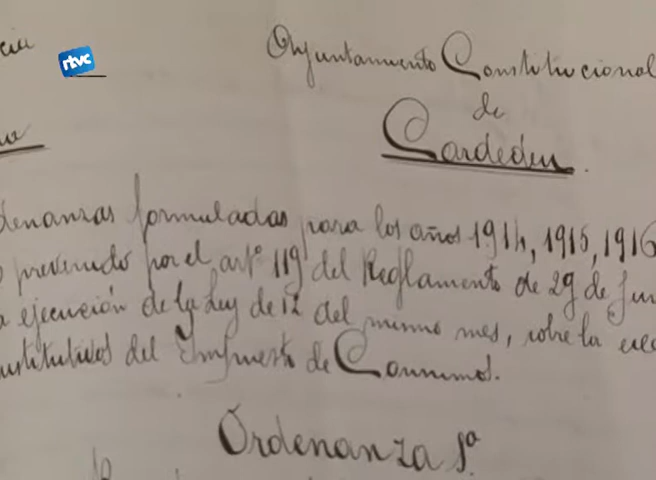 rtvc
Ayuntamiento Constitucional
de
Cardedeu.
denanzas formuladas para los años 1914, 1915, 1916
prevenido por el artº 119 del Reglamento de 29 de Jun
a ejecución de la Ley de 12 del mismo mes, sobre la
del Impuesto de Consumos.
Ordenanza 1ª.